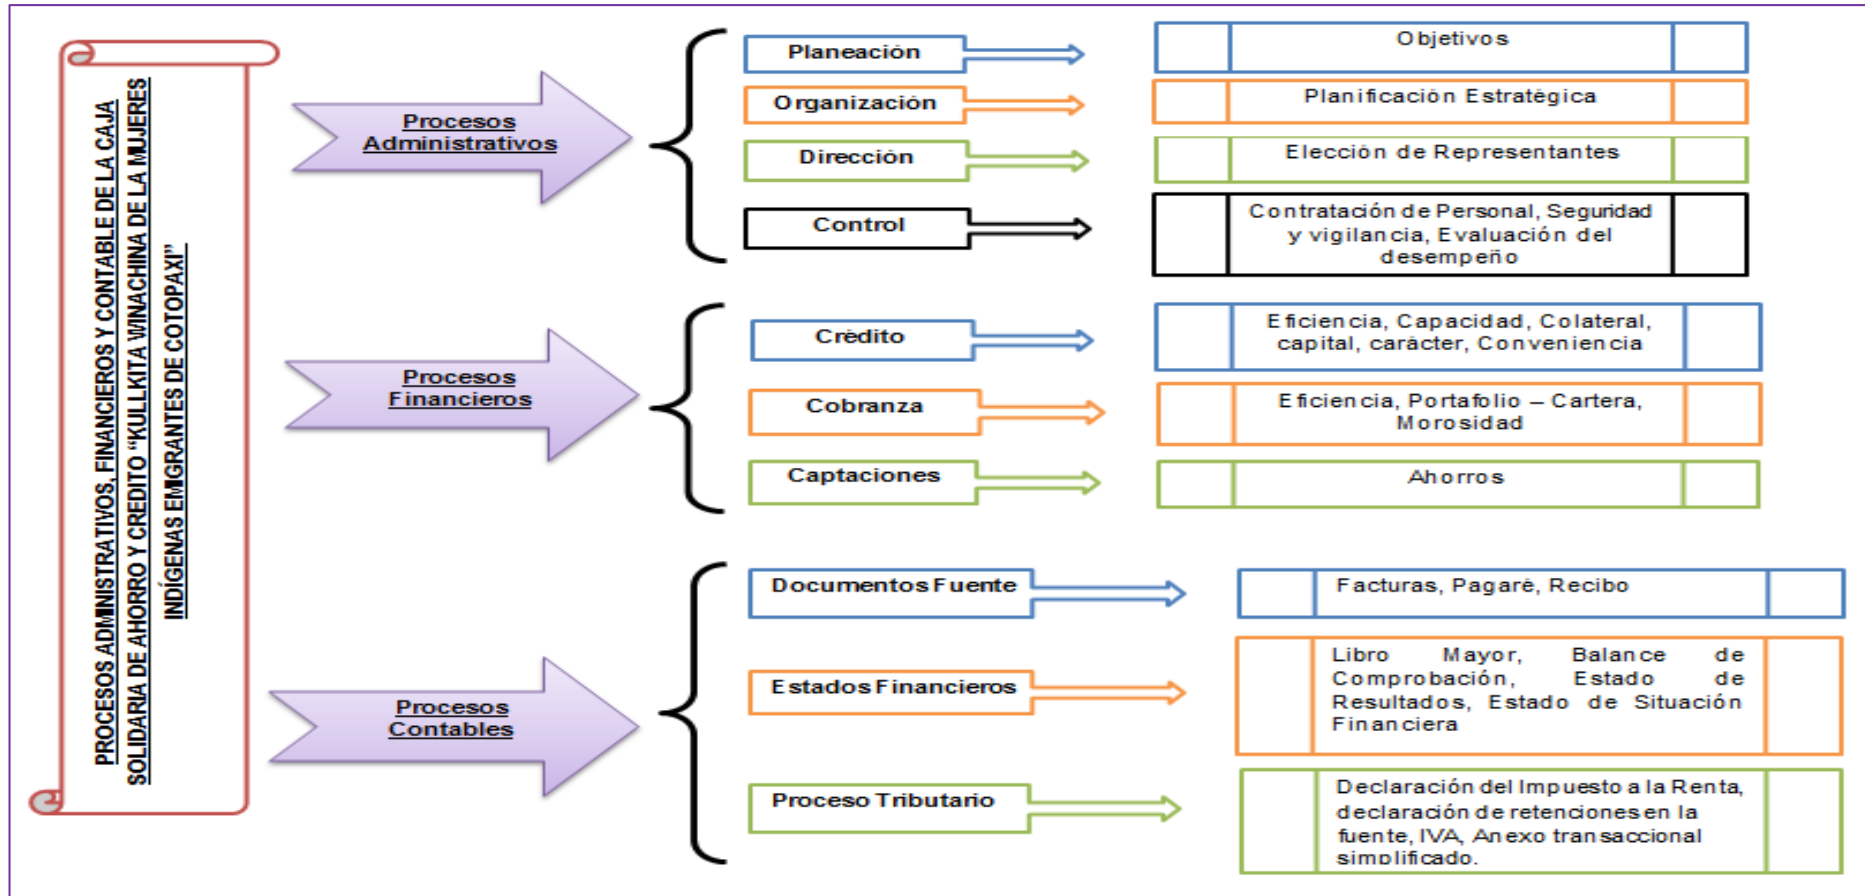 PROCESOS ADMINISTRATIVOS, FINANCIEROS Y CONTABLE DE LA CAJA
SOLIDARIA DE AHORRO Y CREDITO “KULLKITA WINACHINA DE LA MUJERES
INDÍGENAS EMIGRANTES DE COTOPAXI”
Procesos
Administrativos
Planeación
Objetivos
Organización
Planificación Estratégica
Dirección
Elección de Representantes
Control
Contratación de Personal, Seguridad
y vigilancia, Evaluación del
desempeño
Procesos
Financieros
Crédito
Eficiencia, Capacidad, Colateral,
capital, carácter, Conveniencia
Cobranza
Eficiencia, Portafolio – Cartera,
Morosidad
Captaciones
Ahorros
Procesos
Contables
Documentos Fuente
Facturas, Pagaré, Recibo
Estados Financieros
Libro Mayor, Balance de
Comprobación, Estado de
Resultados, Estado de Situación
Financiera
Proceso Tributario
Declaración del Impuesto a la Renta,
declaración de retenciones en la
fuente, IVA, Anexo transaccional
simplificado.